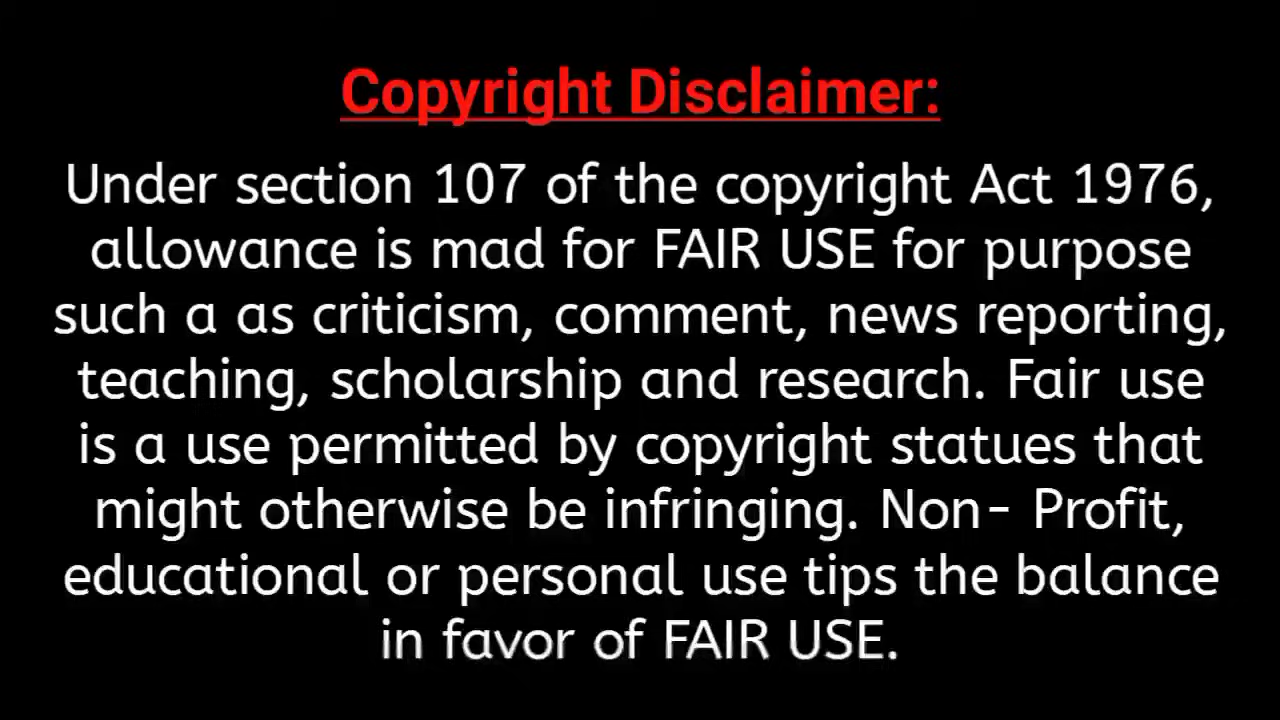 Copyright Disclaimer:
Under section 107 of the copyright Act 1976,
allowance is mad for FAIR USE for purpose
such a as criticism, comment, news reporting,
teaching, scholarship and research. Fair use
is a use permitted by copyright statues that
might otherwise be infringing. Non- Profit,
educational or personal use tips the balance
in favor of FAIR USE.